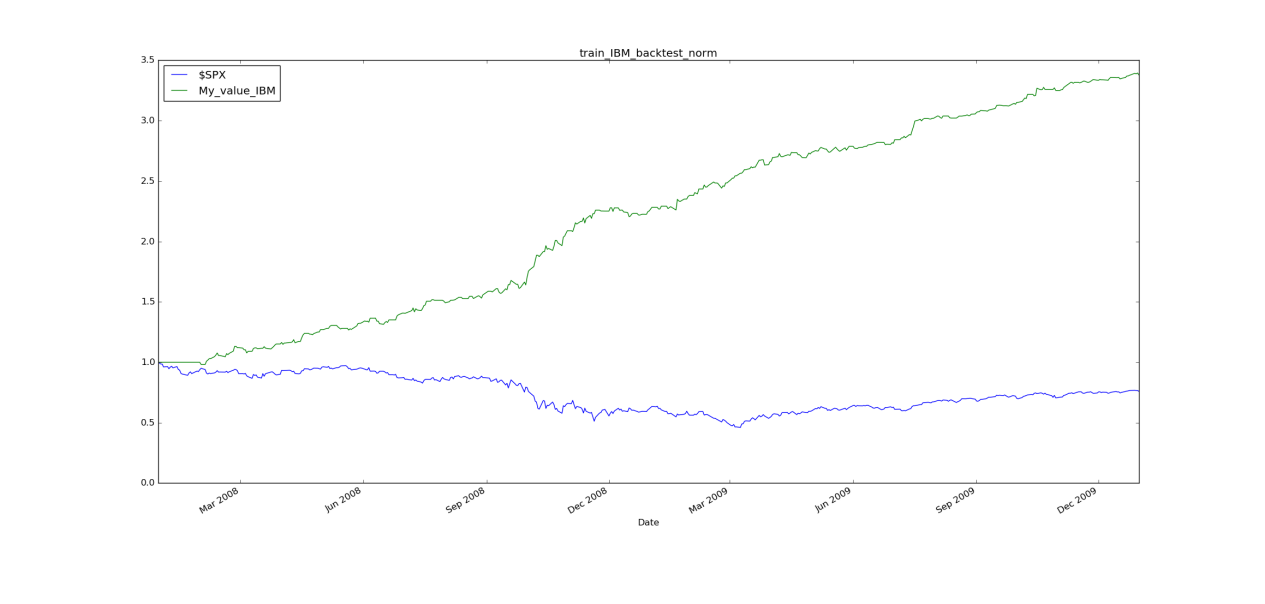 train_IBM_backtest_norm
$SPX
My_value_IBM
3.5
3.0
2.5
2.0
1.5
1.0
0.5
0.0
Mar 2008
Jun 2008
Sep 2008
Dec 2008
Mar 2009
Jun 2009
Sep 2009
Dec 2009
Date